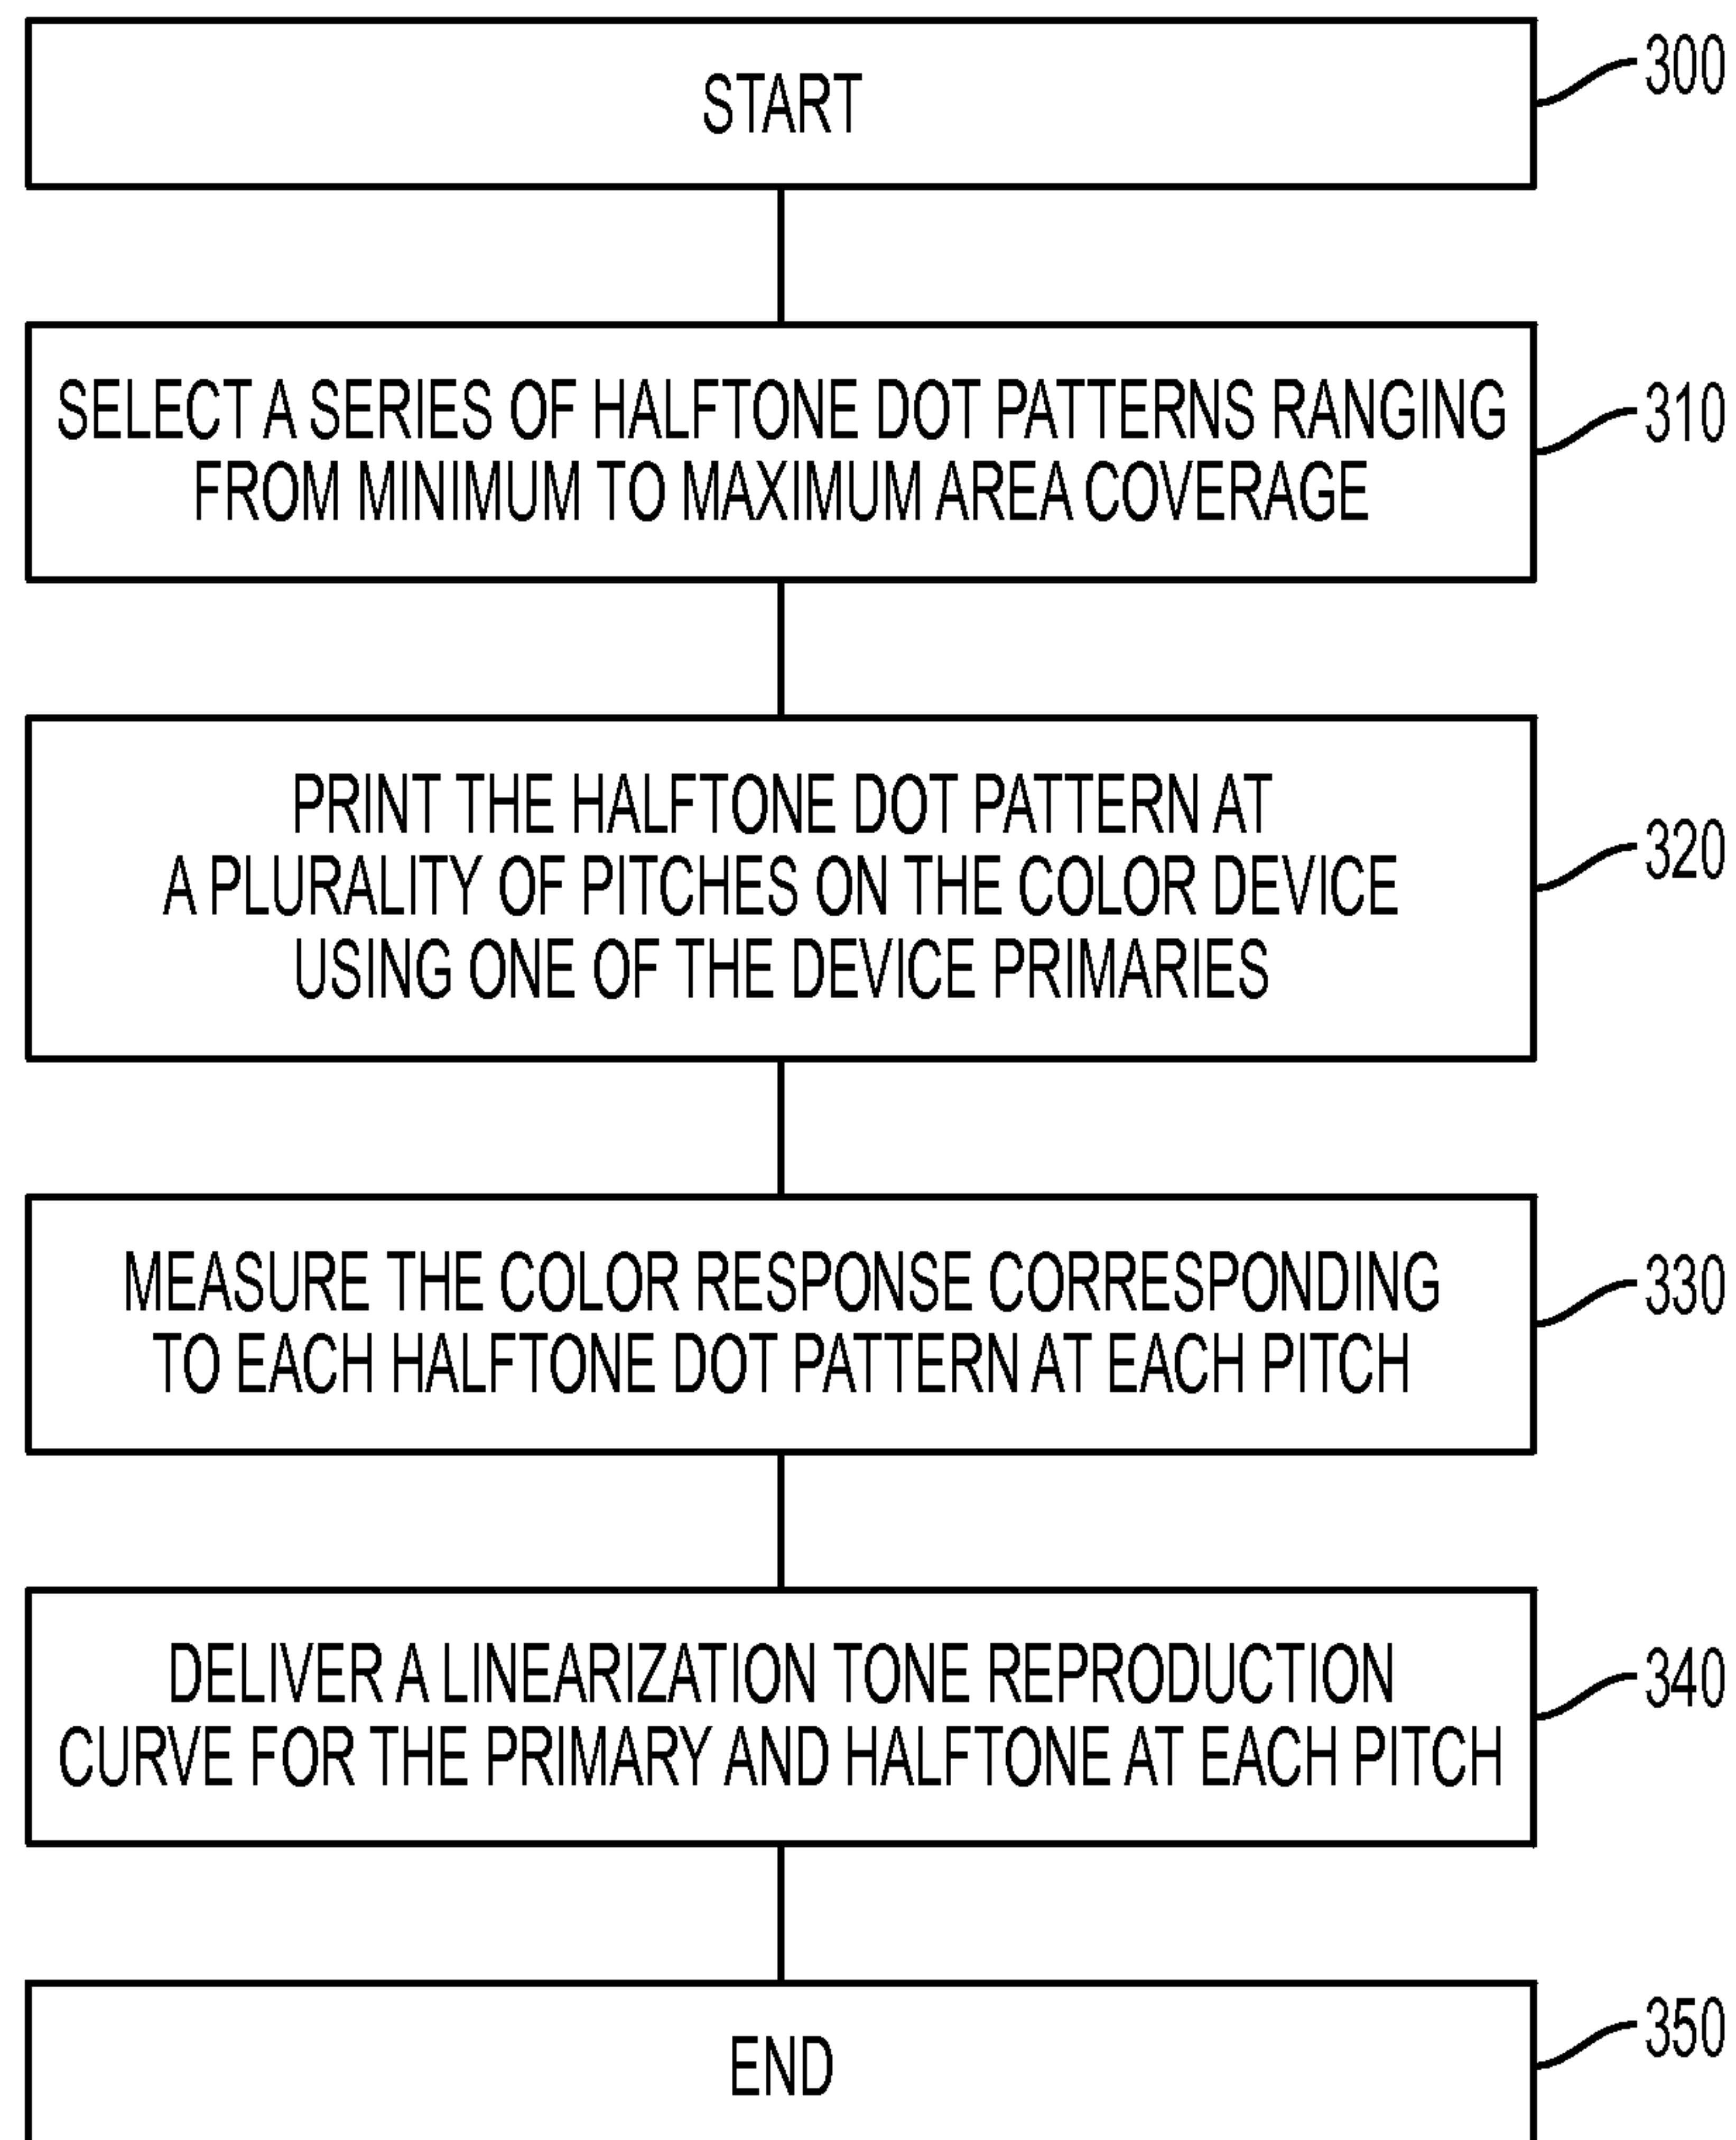 START
300
SELECT A SERIES OF HALFTONE DOT PATTERNS RANGING
FROM MINIMUM TO MAXIMUM AREA COVERAGE
310
PRINT THE HALFTONE DOT PATTERN AT
A PLURALITY OF PITCHES ON THE COLOR DEVICE
USING ONE OF THE DEVICE PRIMARIES
320
MEASURE THE COLOR RESPONSE CORRESPONDING
TO EACH HALFTONE DOT PATTERN AT EACH PITCH
330
DELIVER A LINEARIZATION TONE REPRODUCTION
CURVE FOR THE PRIMARY AND HALFTONE AT EACH PITCH
340
END
350